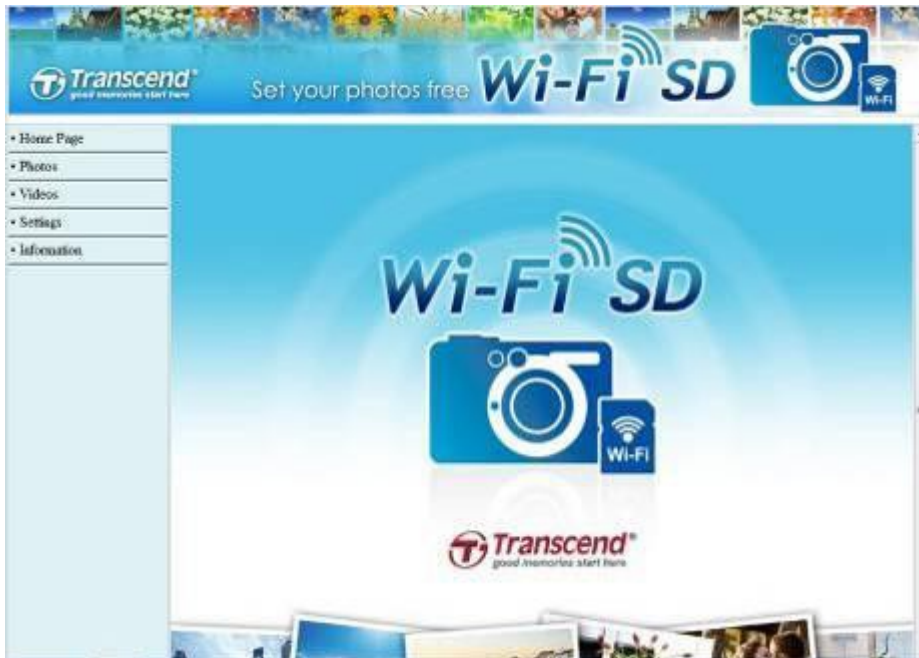 Transcend®
good memories start here
Set your photos free Wi-Fi SD
Wi-Fi
• Home Page
• Photos
• Videos
• Settings
• Information
Wi-Fi SD
Wi-Fi
Transcend®
good memories start here